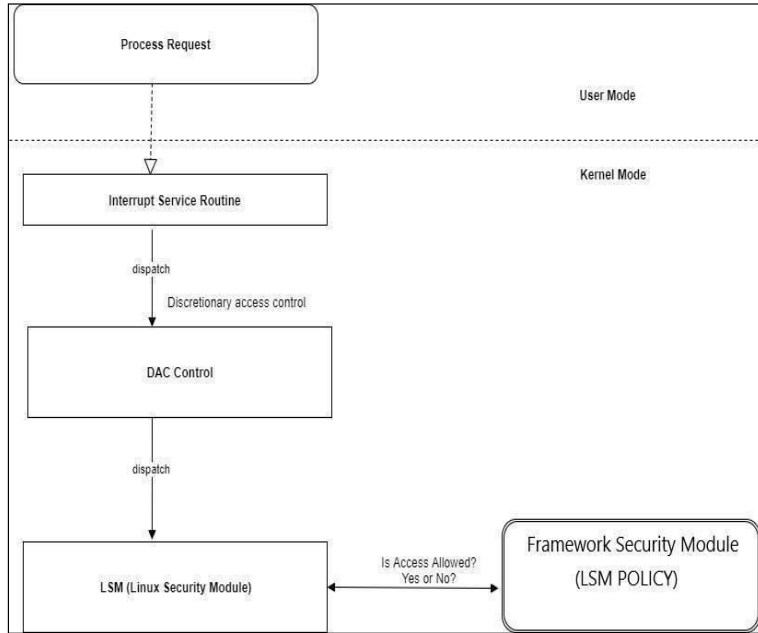 Process Request
User Mode
Kernel Mode
Interrupt Service Routine
dispatch
Discretionary access control
DAC Control
dispatch
LSM (Linux Security Module)
Is Access Allowed?
Yes or No?
Framework Security Module
(LSM POLICY)